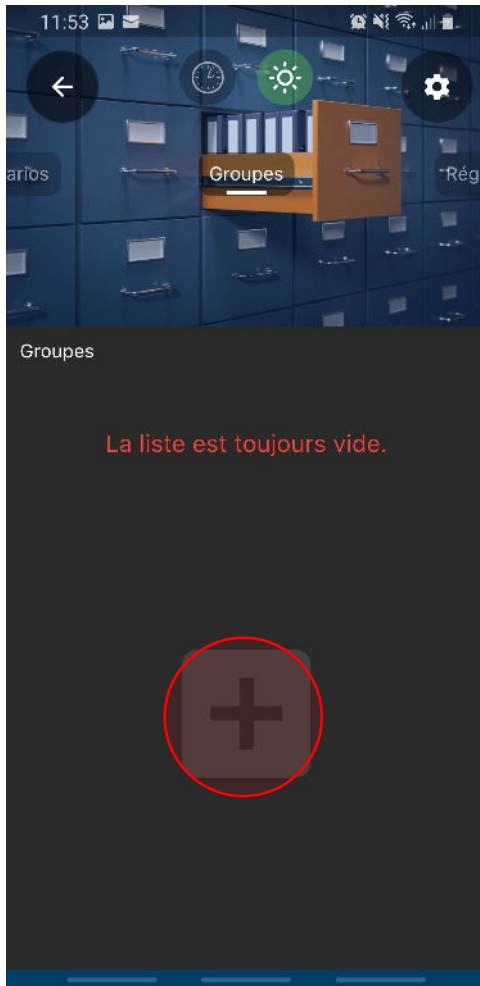 11:53
arios
Groupes
Rég
Groupes
La liste est toujours vide.